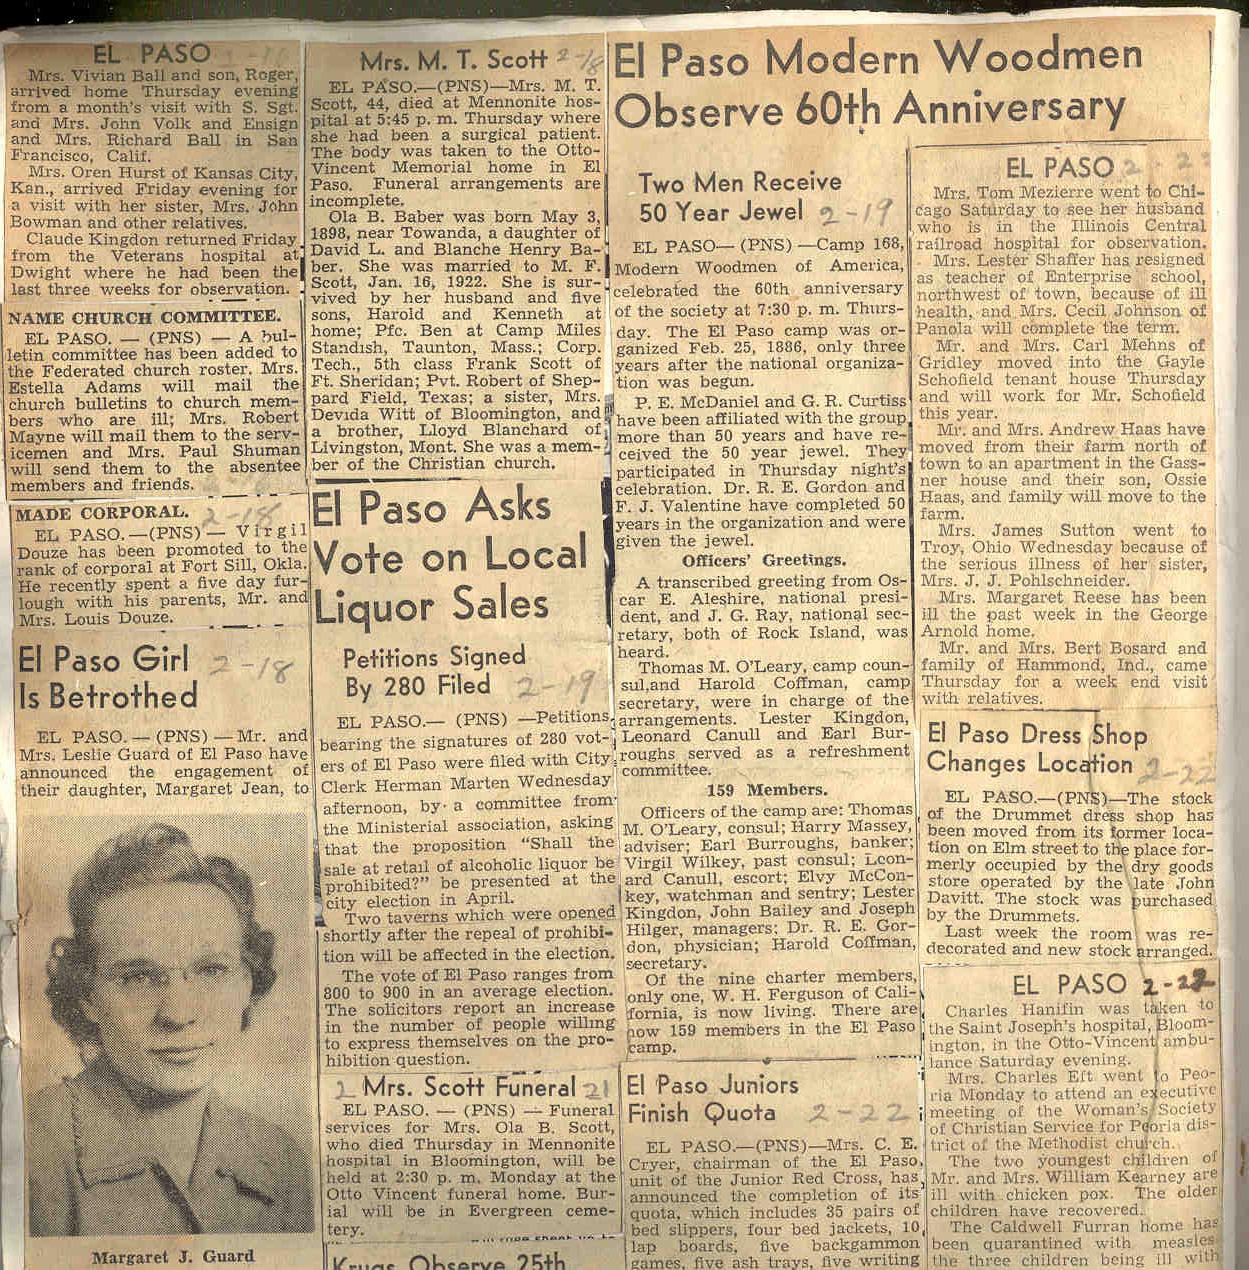 EL PASO
Mrs. Vivian Ball and son, Roger,
arrived home Thursday evening
from a month's visit with S. Sgt.
and Mrs. John Volk and Ensign
and Mrs. Richard Ball in San
Francisco, Calif.
Mrs. Oren Hurst of Kansas City,
Kan., arrived Friday evening for
a visit with her sister, Mrs. John
Bowman and other relatives.
Claude Kingdon returned Friday
from the Veterans hospital at
Dwight where he had been the
last three weeks for observation.
NAME CHURCH COMMITTEE.
EL PASO. — (PNS) — A bul-
letin committee has been added to
the Federated church roster. Mrs.
Estella Adams will mail the
church bulletins to church mem-
bers who are ill; Mrs. Robert
Mayne will mail them to the serv-
icemen and Mrs. Paul Shuman
will send them to the absentee
members and friends.
MADE CORPORAL. 2-18
EL PASO.—(PNS) — Virgil
Douze has been promoted to the
rank of corporal at Fort Sill, Okla.
He recently spent a five day fur-
lough with his parents, Mr. and
Mrs. Louis Douze.
El Paso Girl 2-18
Is Betrothed
EL PASO. — (PNS) — Mr. and
Mrs. Leslie Guard of El Paso have
announced the engagement of
their daughter, Margaret Jean, to
Margaret J. Guard
Mrs. M. T. Scott 2-18
EL PASO.—(PNS)—Mrs. M. T.
Scott, 44, died at Mennonite hos-
pital at 5:45 p. m. Thursday where
she had been a surgical patient.
The body was taken to the Otto-
Vincent Memorial home in El
Paso. Funeral arrangements are
incomplete.
Ola B. Baber was born May 3,
1898, near Towanda, a daughter of
David L. and Blanche Henry Ba-
ber. She was married to M. F.
Scott, Jan. 16, 1922. She is sur-
vived by her husband and five
sons, Harold and Kenneth at
home; Pfc. Ben at Camp Miles
Standish, Taunton, Mass.; Corp.
Tech., 5th class Frank Scott of
Ft. Sheridan; Pvt. Robert of Shep-
pard Field, Texas; a sister, Mrs.
Devida Witt of Bloomington, and
a brother, Lloyd Blanchard of
Livingston, Mont. She was a mem-
ber of the Christian church.
El Paso Asks
Vote on Local
Liquor Sales
Petitions Signed
By 280 Filed 2-19
EL PASO.— (PNS) —Petitions
bearing the signatures of 280 vot-
ers of El Paso were filed with City
Clerk Herman Marten Wednesday
afternoon, by a committee from
the Ministerial association, asking
that the proposition "Shall the
sale at retail of alcoholic liquor be
prohibited?" be presented at the
city election in April.
Two taverns which were opened
shortly after the repeal of prohibi-
tion will be affected in the election.
The vote of El Paso ranges from
800 to 900 in an average election.
The solicitors report an increase
in the number of people willing
to express themselves on the pro-
hibition question.
2 Mrs. Scott Funeral 21
EL PASO. — (PNS) — Funeral
services for Mrs. Ola B. Scott,
who died Thursday in Mennonite
hospital in Bloomington, will be
held at 2:30 p. m. Monday at the
Otto Vincent funeral home. Bur-
ial will be in Evergreen ceme-
tery.
Krugs Observe 25th
El Paso Modern Woodmen
Observe 60th Anniversary
Two Men Receive
50 Year Jewel 2-19
EL PASO— (PNS) —Camp 168,
Modern Woodmen of America,
celebrated the 60th anniversary
of the society at 7:30 p. m. Thurs-
day. The El Paso camp was or-
ganized Feb. 25, 1886, only three
years after the national organiza-
tion was begun.
P. E. McDaniel and G. R. Curtiss
have been affiliated with the group
more than 50 years and have re-
ceived the 50 year jewel. They
participated in Thursday night's
celebration. Dr. R. E. Gordon and
F. J. Valentine have completed 50
years in the organization and were
given the jewel.
Officers' Greetings.
A transcribed greeting from Os-
car E. Aleshire, national presi-
dent, and J. G. Ray, national sec-
retary, both of Rock Island, was
heard.
Thomas M. O'Leary, camp coun-
sul,and Harold Coffman, camp
secretary, were in charge of the
arrangements. Lester Kingdon,
Leonard Canull and Earl Bur-
roughs served as a refreshment
committee.
159 Members.
Officers of the camp are: Thomas
M. O'Leary, consul; Harry Massey,
adviser; Earl Burroughs, banker;
Virgil Wilkey, past consul; Leon-
ard Canull, escort; Elvy McCon-
key, watchman and sentry; Lester
Kingdon, John Bailey and Joseph
Hilger, managers; Dr. R. E. Gor-
don, physician; Harold Coffman,
secretary.
Of the nine charter members,
only one, W. H. Ferguson of Cali-
fornia, is now living. There are
now 159 members in the El Paso
camp.
El Paso Juniors
Finish Quota 2-22
EL PASO.—(PNS)—Mrs. C. E.
Cryer, chairman of the El Paso
unit of the Junior Red Cross, has
announced the completion of its
quota, which includes 35 pairs of
bed slippers, four bed jackets, 10
lap boards, five backgammon
games, five ash trays, five writing
EL PASO
Mrs. Tom Mezierre went to Chi-
cago Saturday to see her husband
who is in the Illinois Central
railroad hospital for observation.
Mrs. Lester Shaffer has resigned
as teacher of Enterprise school,
northwest of town, because of ill
health, and Mrs. Cecil Johnson of
Panola will complete the term.
Mr. and Mrs. Carl Mehns of
Gridley moved into the Gayle
Schofield tenant house Thursday
and will work for Mr. Schofield
this year.
Mr. and Mrs. Andrew Haas have
moved from their farm north of
town to an apartment in the Gass-
ner house and their son, Ossie
Haas, and family will move to the
farm.
Mrs. James Sutton went to
Troy, Ohio Wednesday because of
the serious illness of her sister,
Mrs. J. J. Pohlschneider.
Mrs. Margaret Reese has been
ill the past week in the George
Arnold home.
Mr. and Mrs. Bert Bosard and
family of Hammond, Ind., came
Thursday for a week end visit
with relatives.
El Paso Dress Shop
Changes Location 2-22
EL PASO.—(PNS)—The stock
of the Drummet dress shop has
been moved from its former loca-
tion on Elm street to the place for-
merly occupied by the dry goods
store operated by the late John
Davitt. The stock was purchased
by the Drummets.
Last week the room was re-
decorated and new stock arranged.
EL PASO 2-22
Charles Hanifin was taken to
the Saint Joseph's hospital, Bloom-
ington, in the Otto-Vincent ambu-
lance Saturday evening.
Mrs. Charles Eft went to Peo-
ria Monday to attend an executive
meeting of the Woman's Society
of Christian Service for Peoria dis-
trict of the Methodist church.
The two youngest children of
Mr. and Mrs. William Kearney are
ill with chicken pox. The older
children have recovered.
The Caldwell Furran home has
been quarantined with measles
the three children being ill with